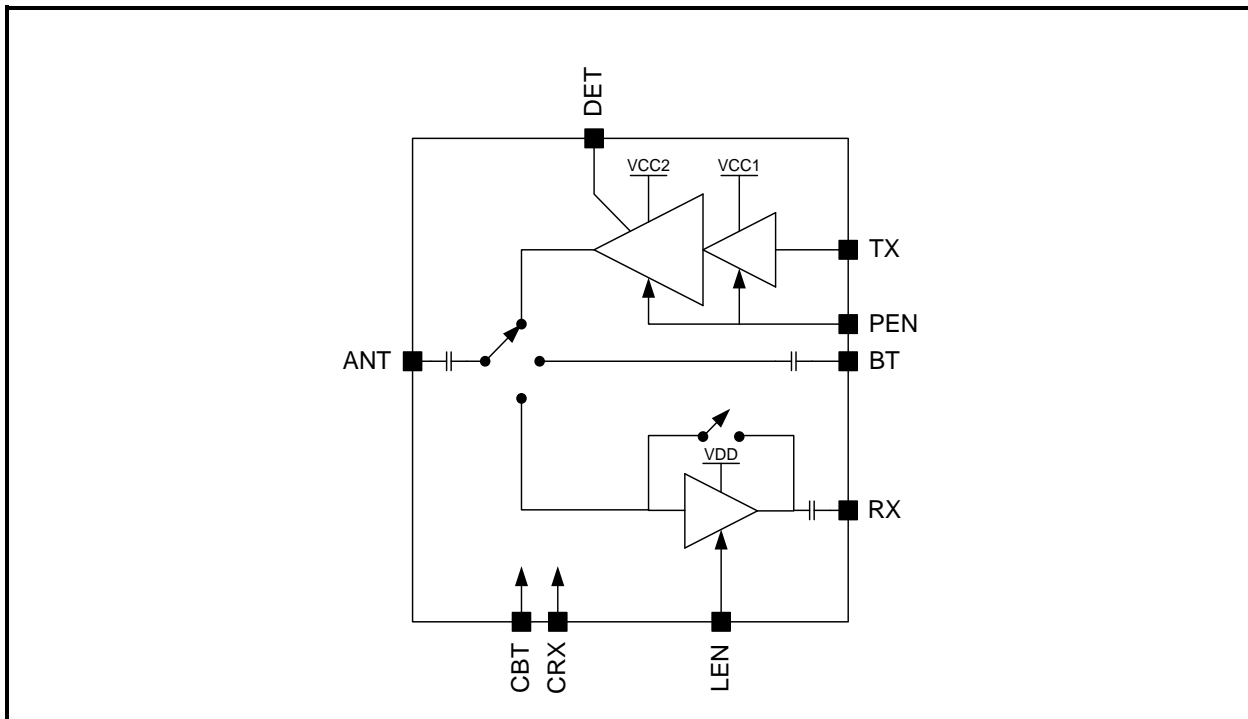 DET
VCC2
VCC1
TX
PEN
ANT
BT
VDD
RX
CBT
CRX
LEN